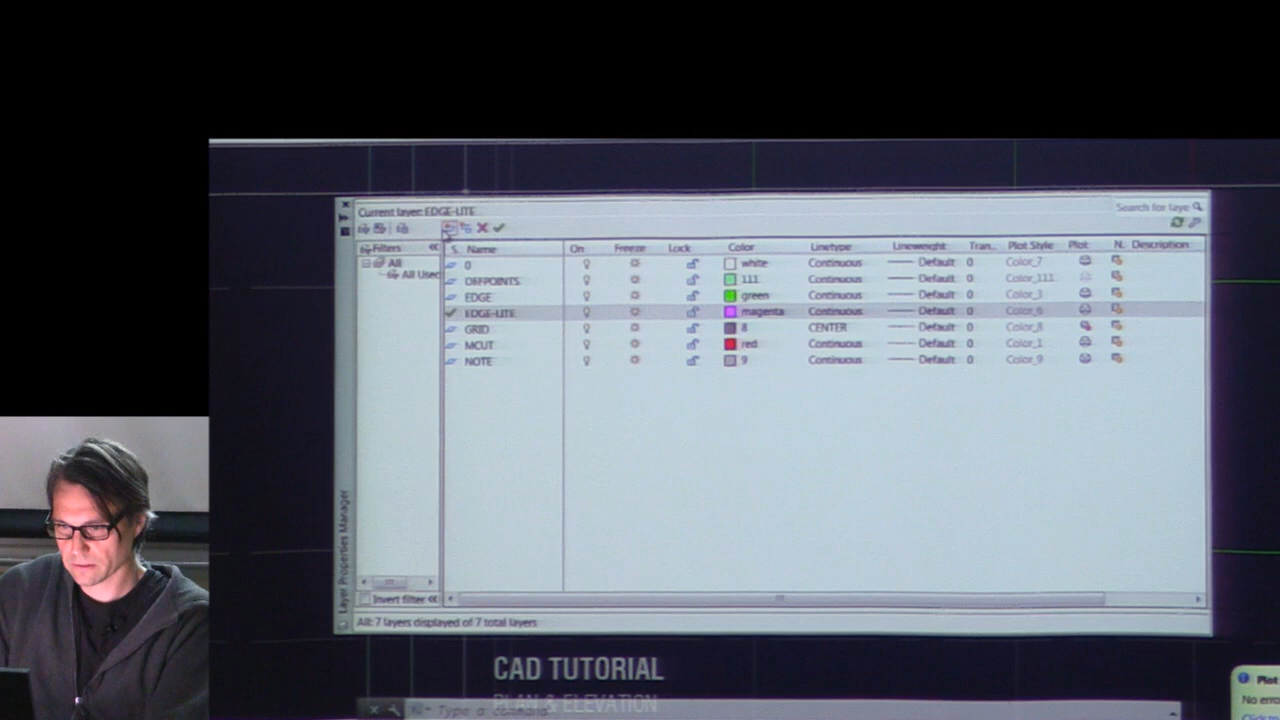 Current layer: EDGE-LITE
Search for laye
Filters
All
All Used
S. Name On Freeze Lock Color Linetype Lineweight Tran... Plot Style Plot N. Description
0 white Continuous Default 0 Color_7
DEFPOINTS 111 Continuous Default 0 Color_111
EDGE green Continuous Default 0 Color_3
EDGE-LITE magenta Continuous Default 0 Color_6
GRID 8 CENTER Default 0 Color_8
MCUT red Continuous Default 0 Color_1
NOTE 9 Continuous Default 0 Color_9
Layer Properties Manager
Invert filter
All: 7 layers displayed of 7 total layers
CAD TUTORIAL
PLAN & ELEVATION
Type a command
Plot
No erro